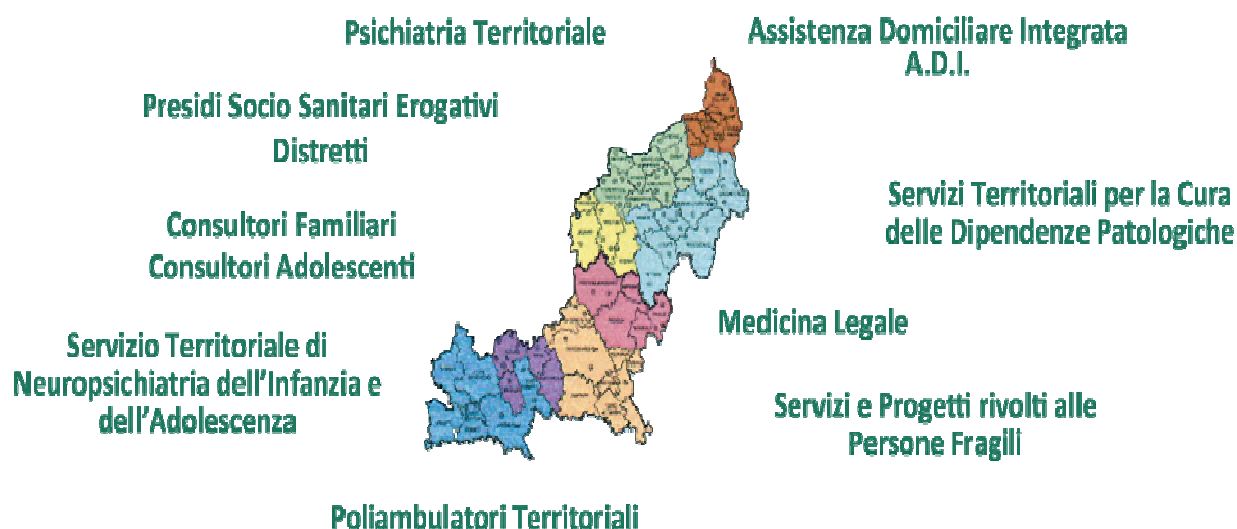 Psichiatria Territoriale
Assistenza Domiciliare Integrata
A.D.I.
Presidi Socio Sanitari Erogativi
Distretti
Servizi Territoriali per la Cura
delle Dipendenze Patologiche
Consultori Familiari
Consultori Adolescenti
Medicina Legale
Servizio Territoriale di
Neuropsichiatria dell'Infanzia e
dell'Adolescenza
Servizi e Progetti rivolti alle
Persone Fragili
Poliambulatori Territoriali